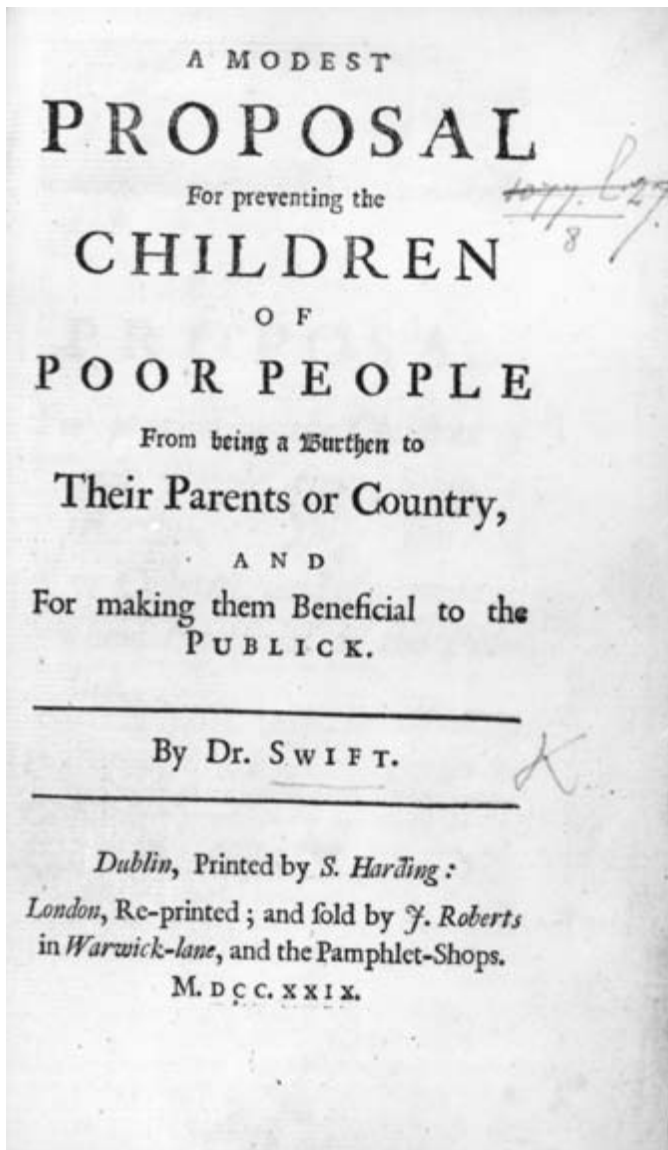 A MODEST
PROPOSAL
For preventing the
CHILDREN
OF
POOR PEOPLE
From being a Burthen to
Their Parents or Country,
AND
For making them Beneficial to the
PUBLICK.
By Dr. SWIFT.
Dublin, Printed by S. Harding:
London, Re-printed; and ſold by J. Roberts
in Warwick-lane, and the Pamphlet-Shops.
M.DCC.XXIX.
27
8